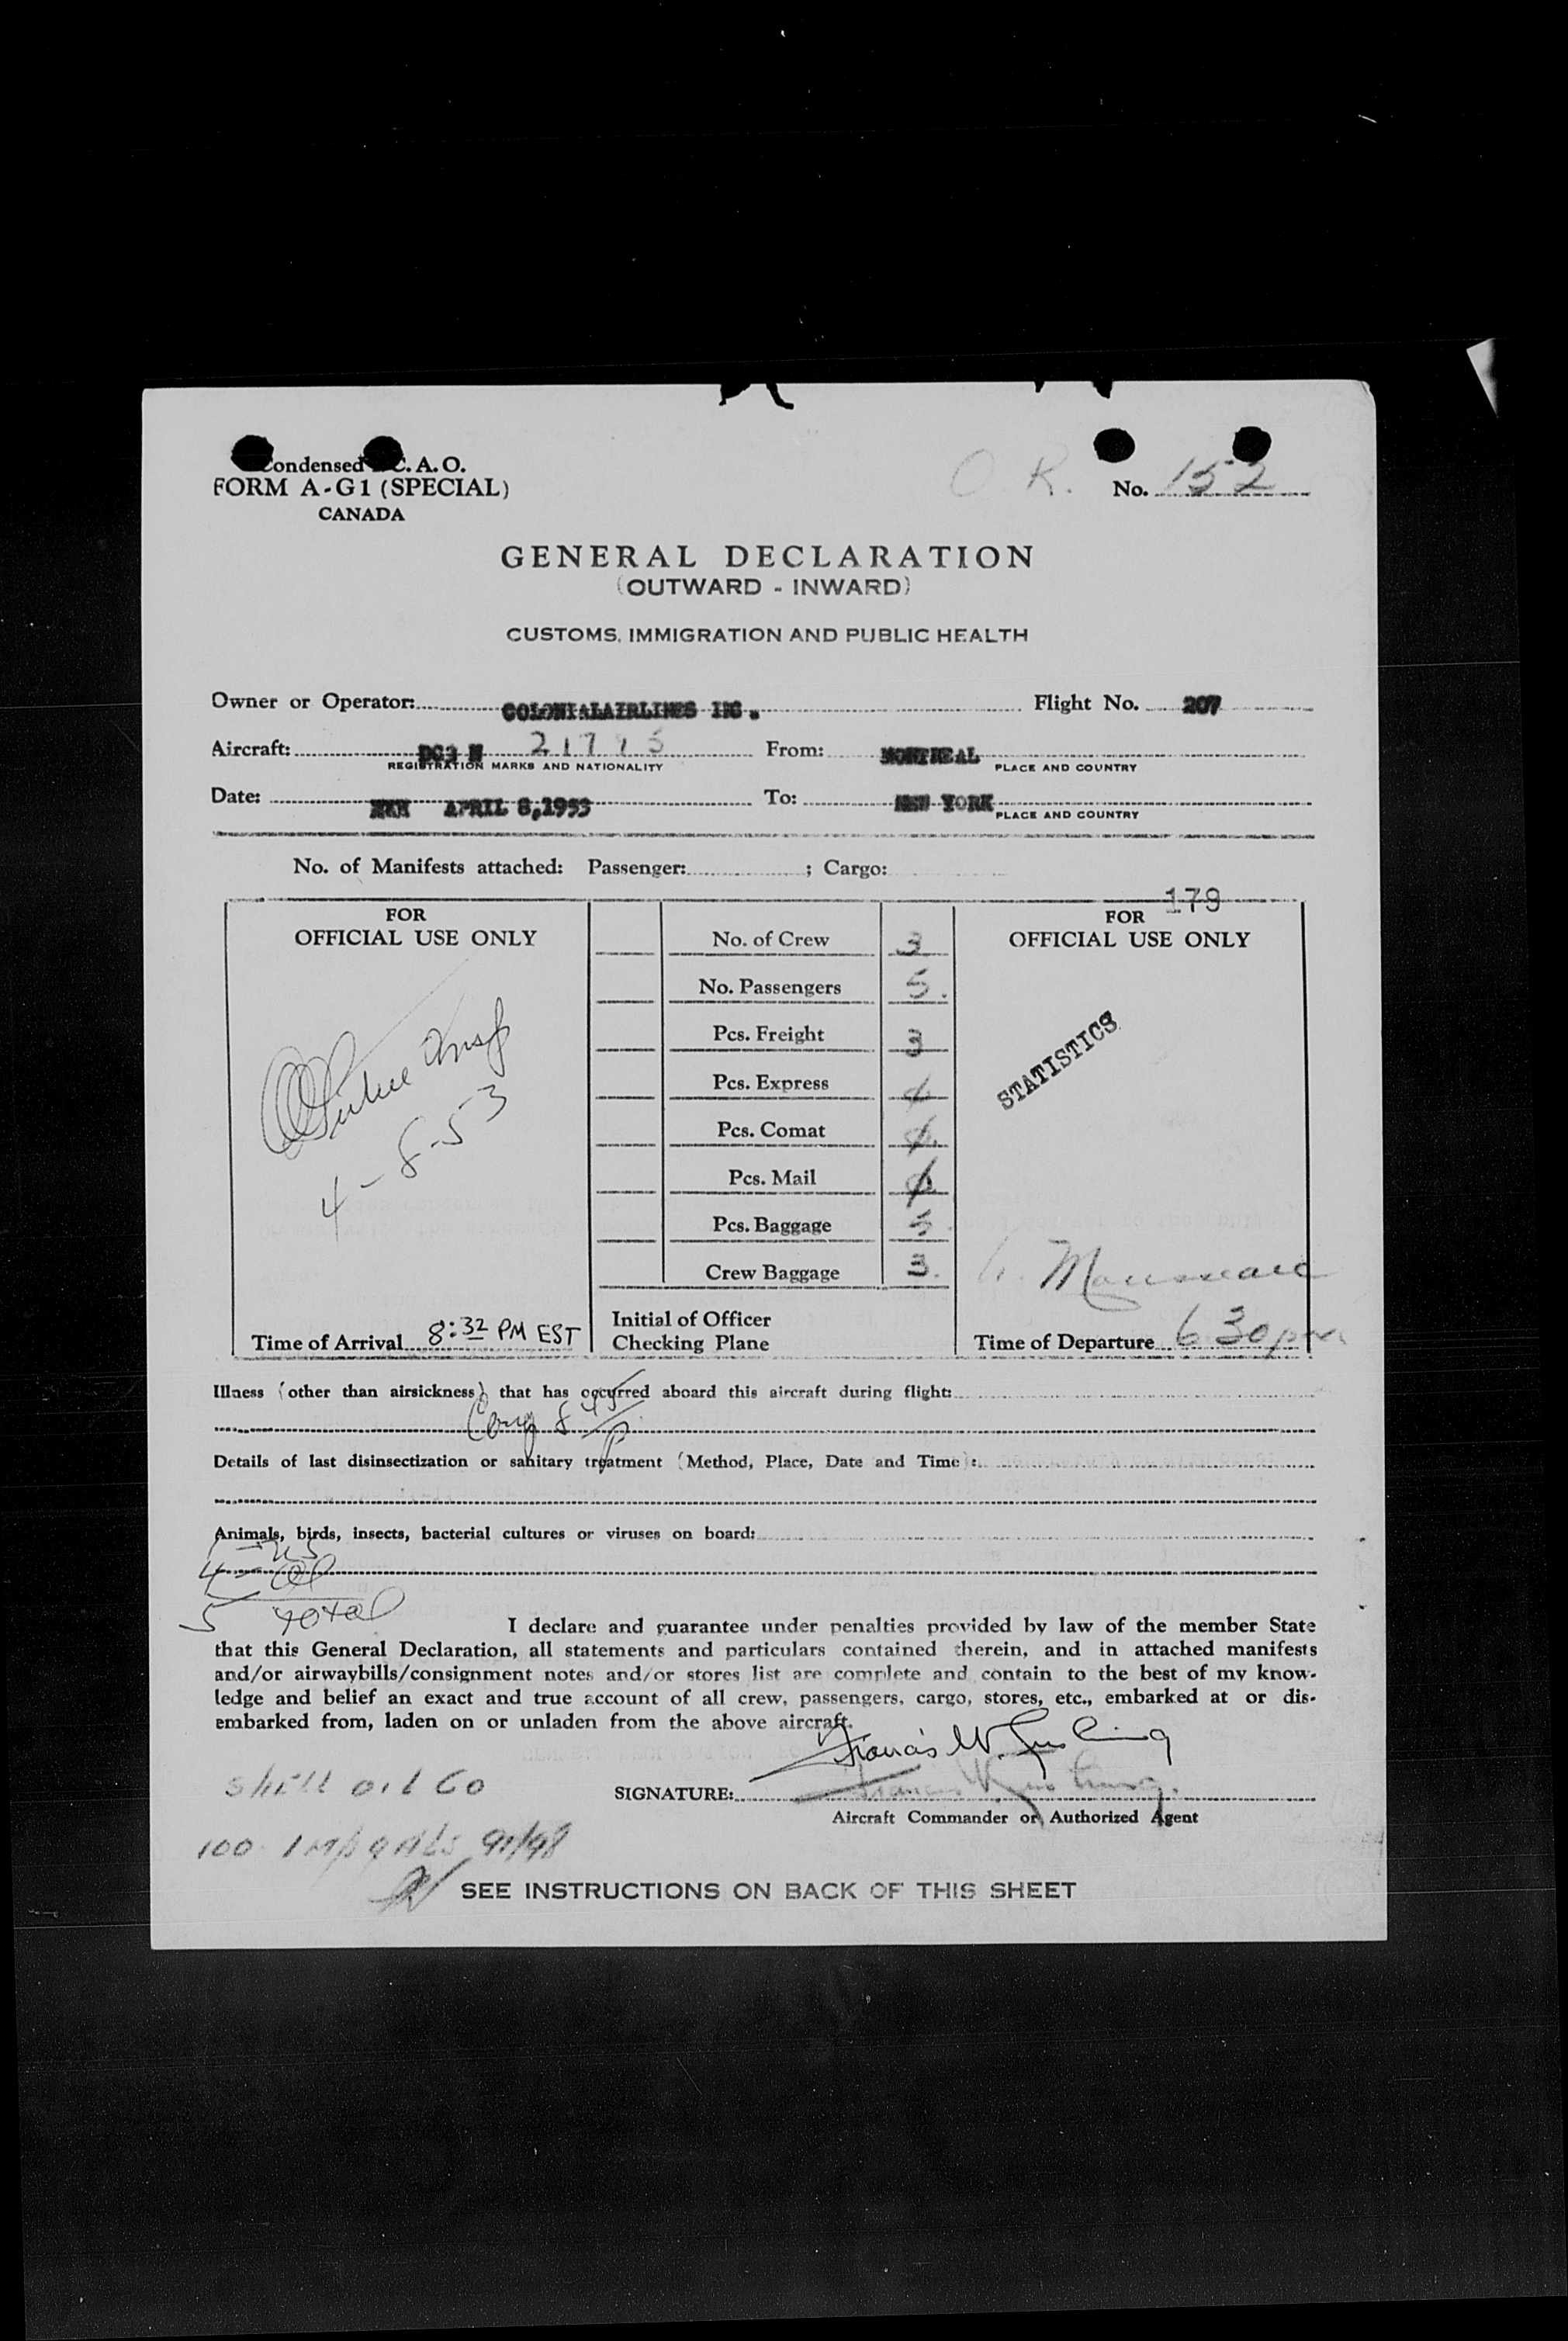 Condensed I.C.A.O.
FORM A-G1 (SPECIAL)
CANADA
O K. No. 152
GENERAL DECLARATION
(OUTWARD - INWARD)
CUSTOMS, IMMIGRATION AND PUBLIC HEALTH
Owner or Operator: COLONIALAIRLINES INC. Flight No. 207
Aircraft: DC3 N From: MONTREAL
REGISTRATION MARKS AND NATIONALITY PLACE AND COUNTRY
Date: APRIL 8,1953 To: NEW YORK
PLACE AND COUNTRY
No. of Manifests attached: Passenger: ; Cargo:
179
FOR
OFFICIAL USE ONLY
4-8-53
Time of Arrival 8:32 PM EST
No. of Crew 3
No. Passengers 5.
Pcs. Freight 3
Pcs. Express
Pcs. Comat
Pcs. Mail
Pcs. Baggage 5
Crew Baggage 3.
Initial of Officer
Checking Plane
FOR
OFFICIAL USE ONLY
STATISTICS
Time of Departure 6 30 pm
Illness (other than airsickness) that has occurred aboard this aircraft during flight:
Details of last disinsectization or sanitary treatment (Method, Place, Date and Time):
Animals, birds, insects, bacterial cultures or viruses on board:
1 - US
4 -
5 total
I declare and guarantee under penalties provided by law of the member State
that this General Declaration, all statements and particulars contained therein, and in attached manifests
and/or airwaybills/consignment notes and/or stores list are complete and contain to the best of my know-
ledge and belief an exact and true account of all crew, passengers, cargo, stores, etc., embarked at or dis-
embarked from, laden on or unladen from the above aircraft.
Francis W.
Shell oil Co
SIGNATURE:
Aircraft Commander or Authorized Agent
100 Imp gals 91/98
SEE INSTRUCTIONS ON BACK OF THIS SHEET